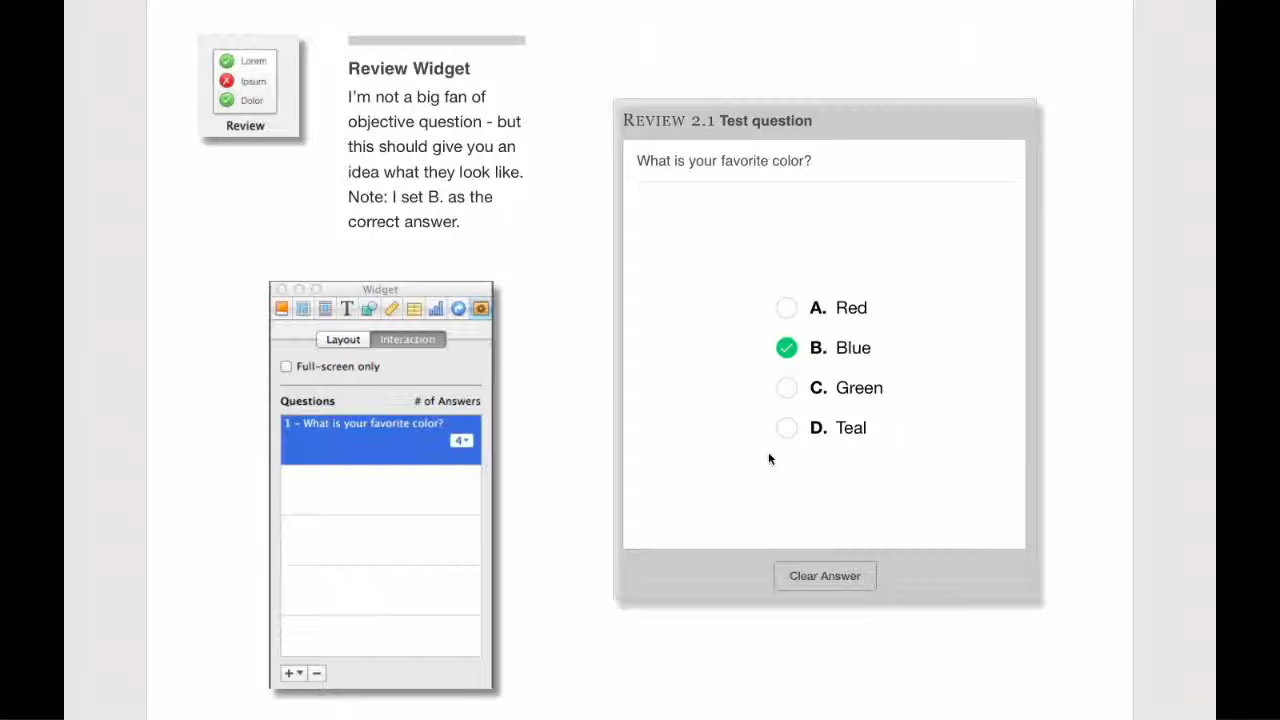 Lorem
Ipsum
Dolor
Review
Review Widget
I'm not a big fan of
objective question - but
this should give you an
idea what they look like.
Note: I set B. as the
correct answer.
Widget
T
Layout
Interaction
Full-screen only
Questions
# of Answers
1 - What is your favorite color?
4
+
−
REVIEW 2.1 Test question
What is your favorite color?
A. Red
B. Blue
C. Green
D. Teal
Clear Answer